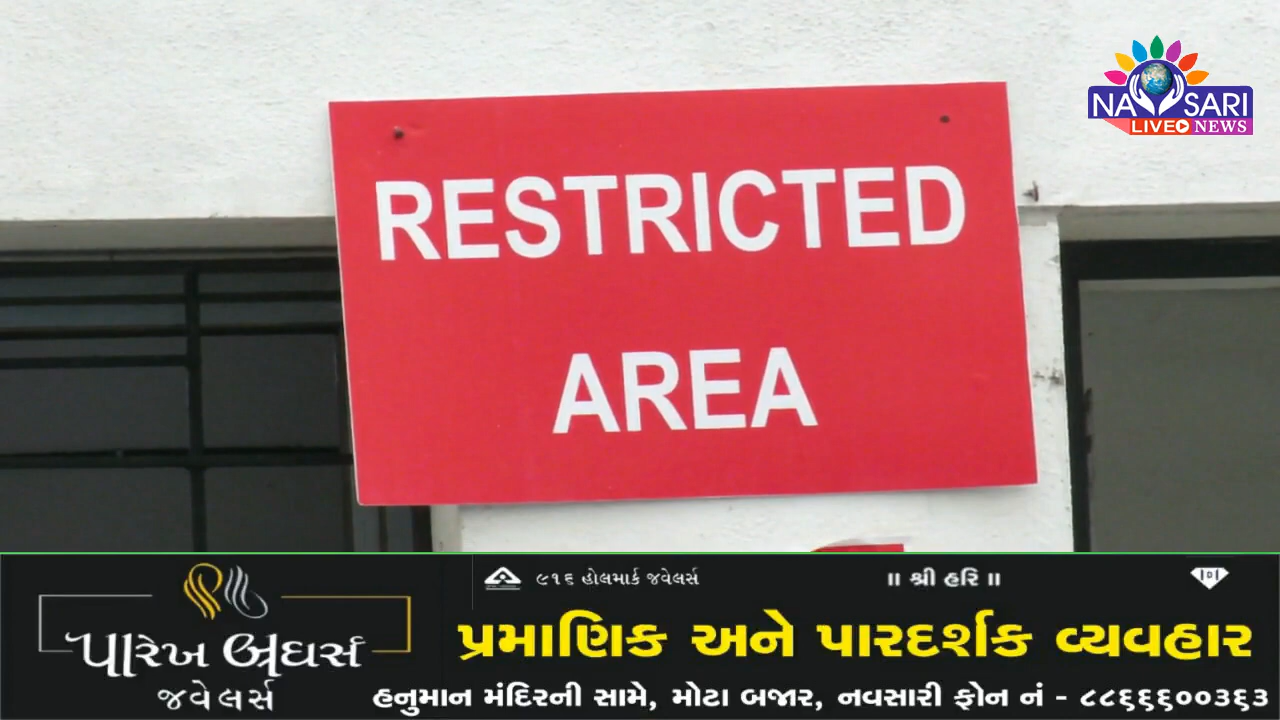 NAVSARI
LIVE NEWS
RESTRICTED
AREA
પારેખ બ્રધર્સ
જવેલર્સ
૯૧૬ હોલમાર્ક જવેલર્સ
॥ શ્રી હરિ ॥
પ્રમાણિક અને પારદર્શક વ્યવહાર
હનુમાન મંદિરની સામે, મોટા બજાર, નવસારી ફોન નં - ૮૮૬૬૬૦૦૩૬૩